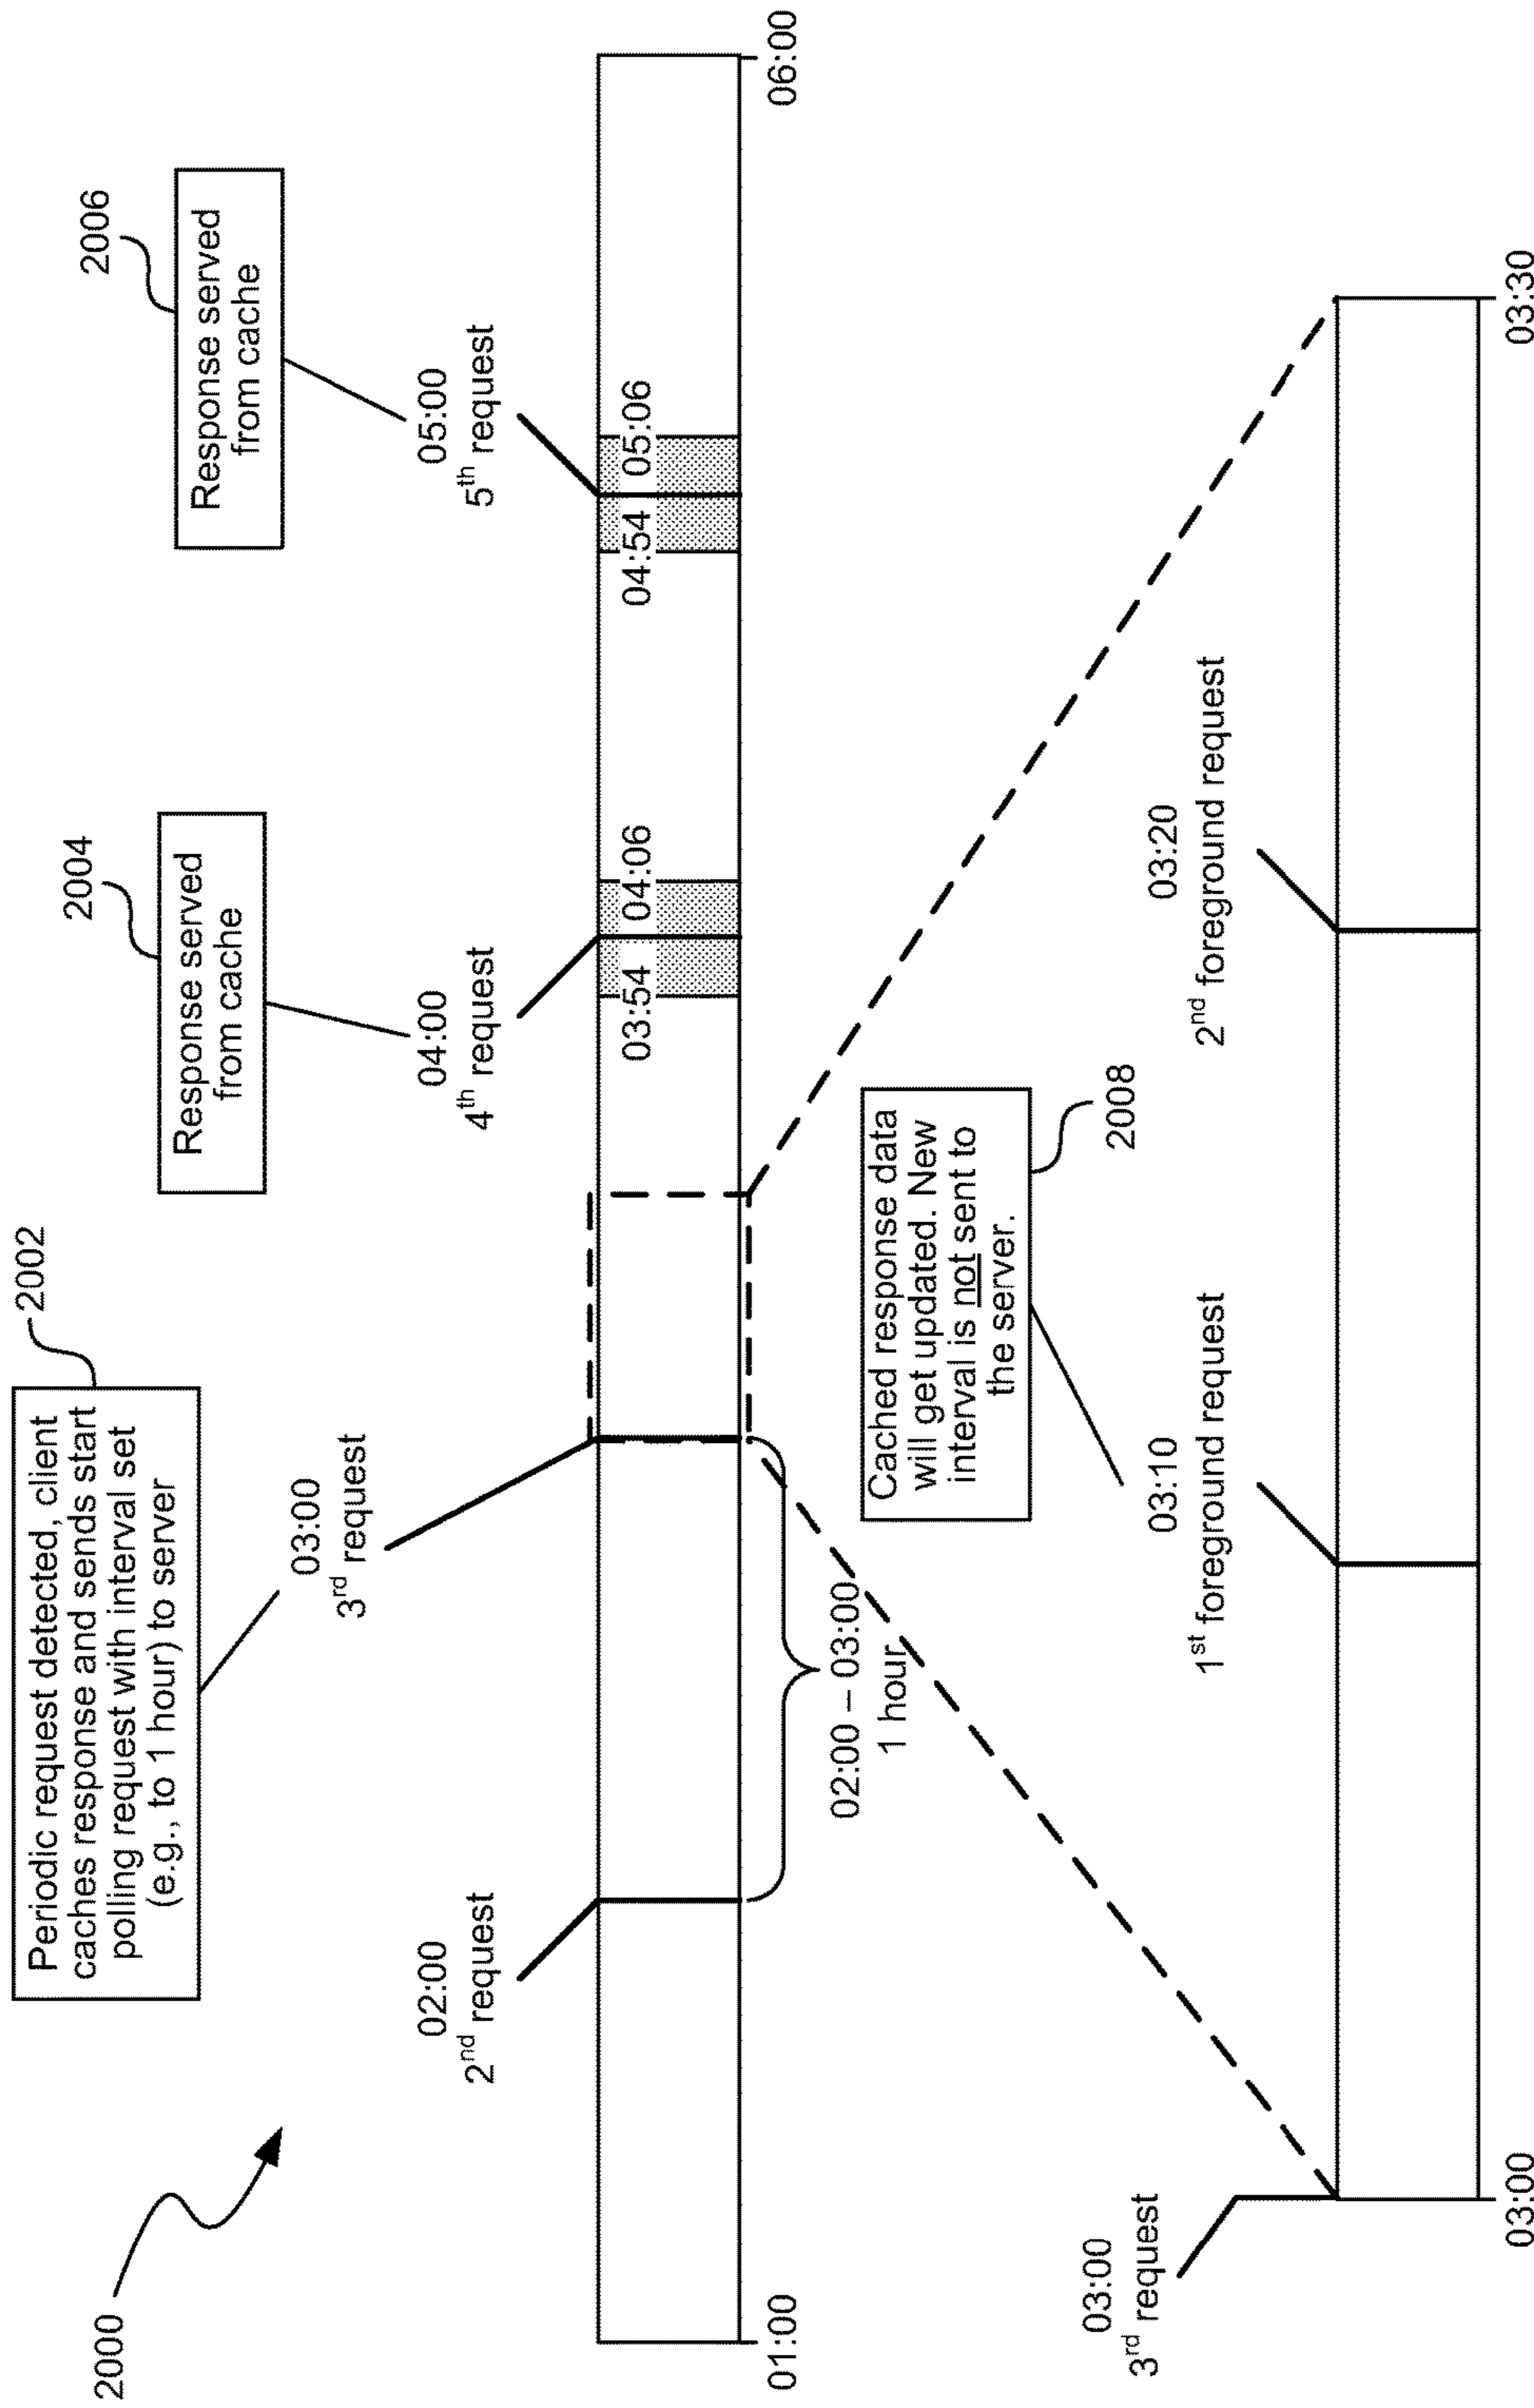 2000
2002
Periodic request detected, client
caches response and sends start
polling request with interval set
(e.g., to 1 hour) to server
2004
Response served
from cache
2006
Response served
from cache
02:00
2nd request
03:00
3rd request
04:00
4th request
05:00
5th request
03:54
04:06
04:54
05:06
01:00
06:00
02:00 – 03:00
1 hour
Cached response data
will get updated. New
interval is not sent to
the server.
2008
03:00
3rd request
03:10
1st foreground request
03:20
2nd foreground request
03:00
03:30